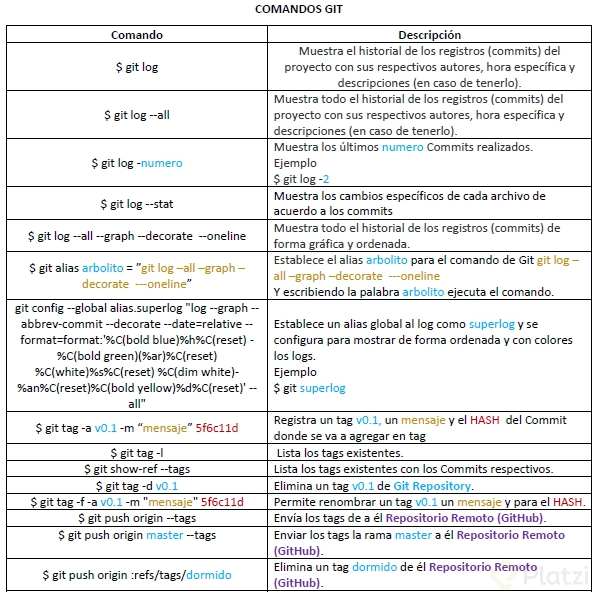 COMANDOS GIT
Comando Descripción
$ git log
Muestra el historial de los registros (commits) del
proyecto con sus respectivos autores, hora específica y
descripciones (en caso de tenerlo).
$ git log --all
Muestra todo el historial de los registros (commits) del
proyecto con sus respectivos autores, hora específica y
descripciones (en caso de tenerlo).
$ git log -numero
Muestra los últimos numero Commits realizados.
Ejemplo
$ git log -2
$ git log --stat
Muestra los cambios específicos de cada archivo de
acuerdo a los commits
$ git log --all --graph --decorate --oneline
Muestra todo el historial de los registros (commits) de
forma gráfica y ordenada.
$ git alias arbolito = ”git log –all –graph –
decorate ---oneline”
Establece el alias arbolito para el comando de Git git log –
all –graph –decorate ---oneline
Y escribiendo la palabra arbolito ejecuta el comando.
git config --global alias.superlog "log --graph --
abbrev-commit --decorate --date=relative --
format=format:'%C(bold blue)%h%C(reset) -
%C(bold green)(%ar)%C(reset)
%C(white)%s%C(reset) %C(dim white)-
%an%C(reset)%C(bold yellow)%d%C(reset)' --
all"
Establece un alias global al log como superlog y se
configura para mostrar de forma ordenada y con colores
los logs.
Ejemplo
$ git superlog
$ git tag -a v0.1 -m “mensaje” 5f6c11d
Registra un tag v0.1, un mensaje y el HASH del Commit
donde se va a agregar en tag
$ git tag -l
Lista los tags existentes.
$ git show-ref --tags
Lista los tags existentes con los Commits respectivos.
$ git tag -d v0.1
Elimina un tag v0.1 de Git Repository.
$ git tag -f -a v0.1 -m "mensaje" 5f6c11d
Permite renombrar un tag v0.1 un mensaje y para el HASH.
$ git push origin --tags
Envía los tags de a él Repositorio Remoto (GitHub).
$ git push origin master --tags
Enviar los tags la rama master a él Repositorio Remoto
(GitHub).
$ git push origin :refs/tags/dormido
Elimina un tag dormido de él Repositorio Remoto
(GitHub).
Platzi